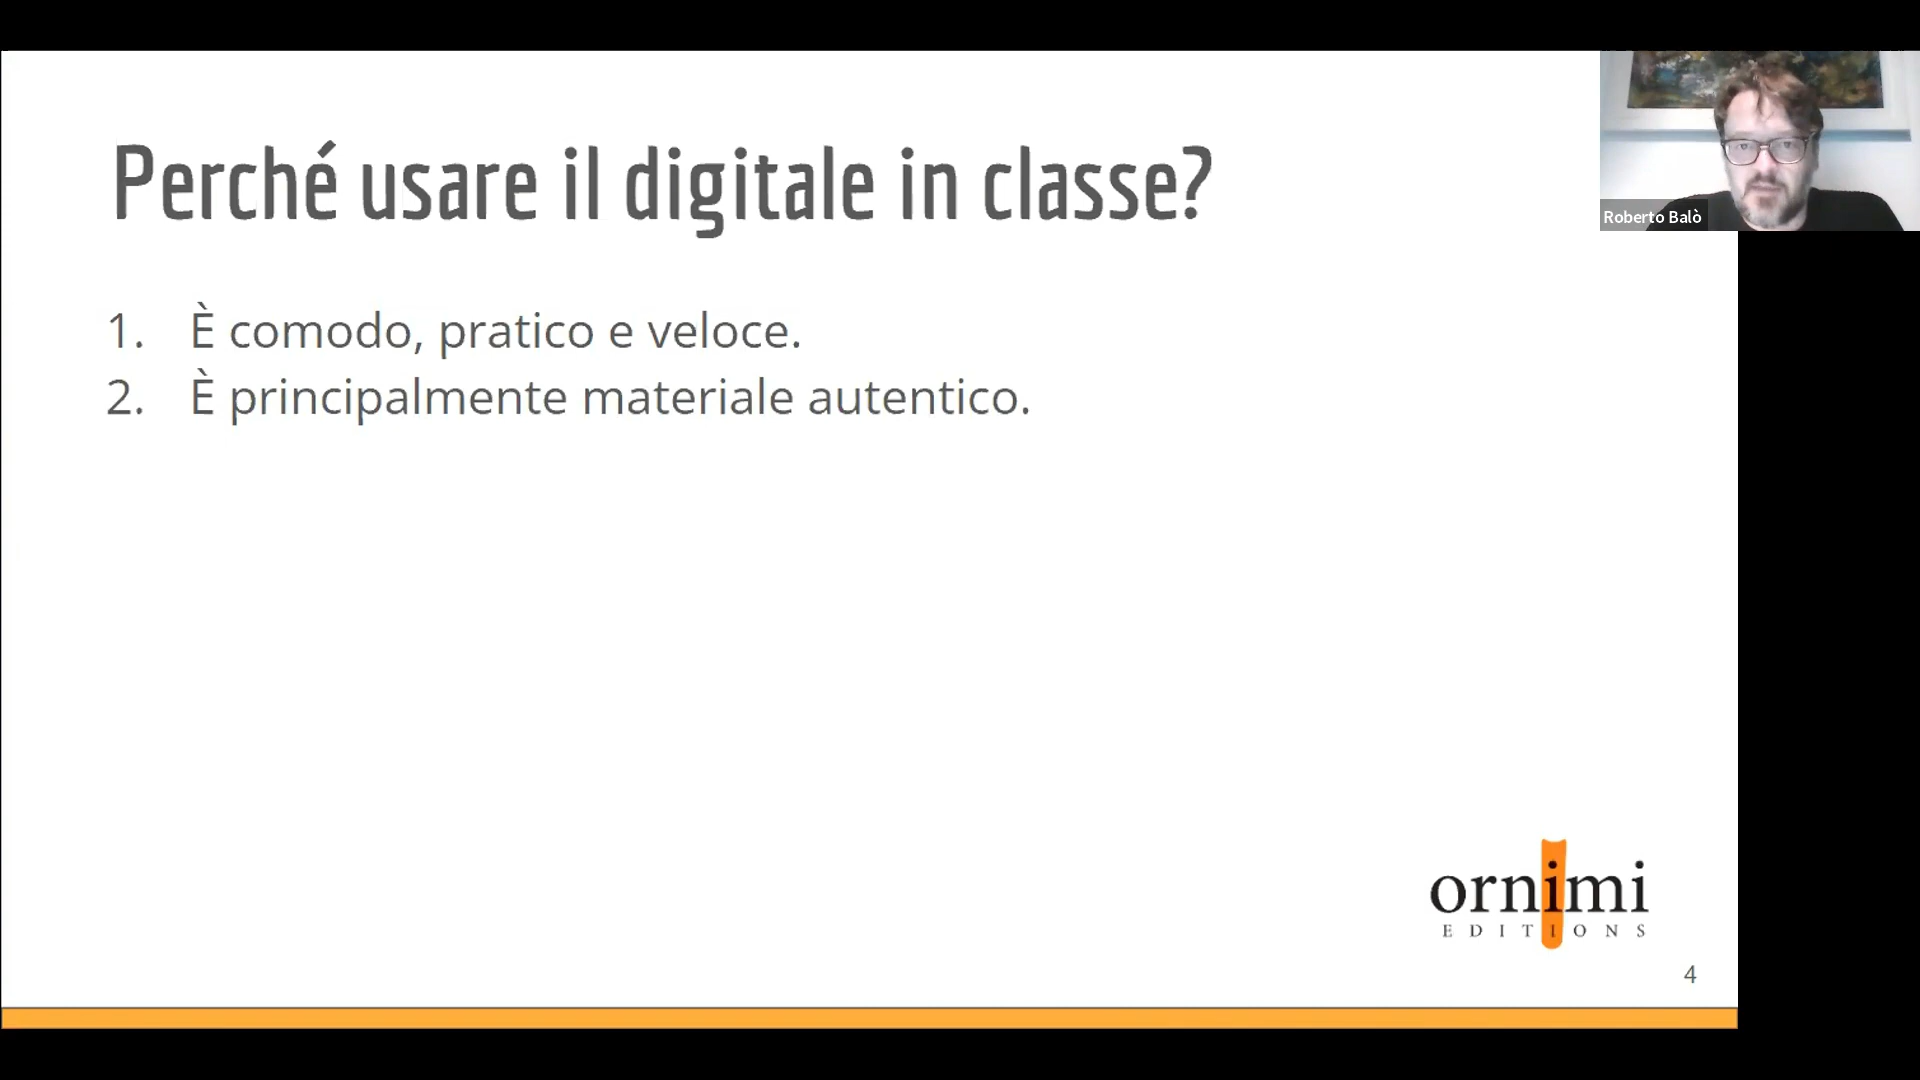 Perché usare il digitale in classe?
Roberto Balò
1. È comodo, pratico e veloce.
2. È principalmente materiale autentico.
ornimi
EDITIONS
4